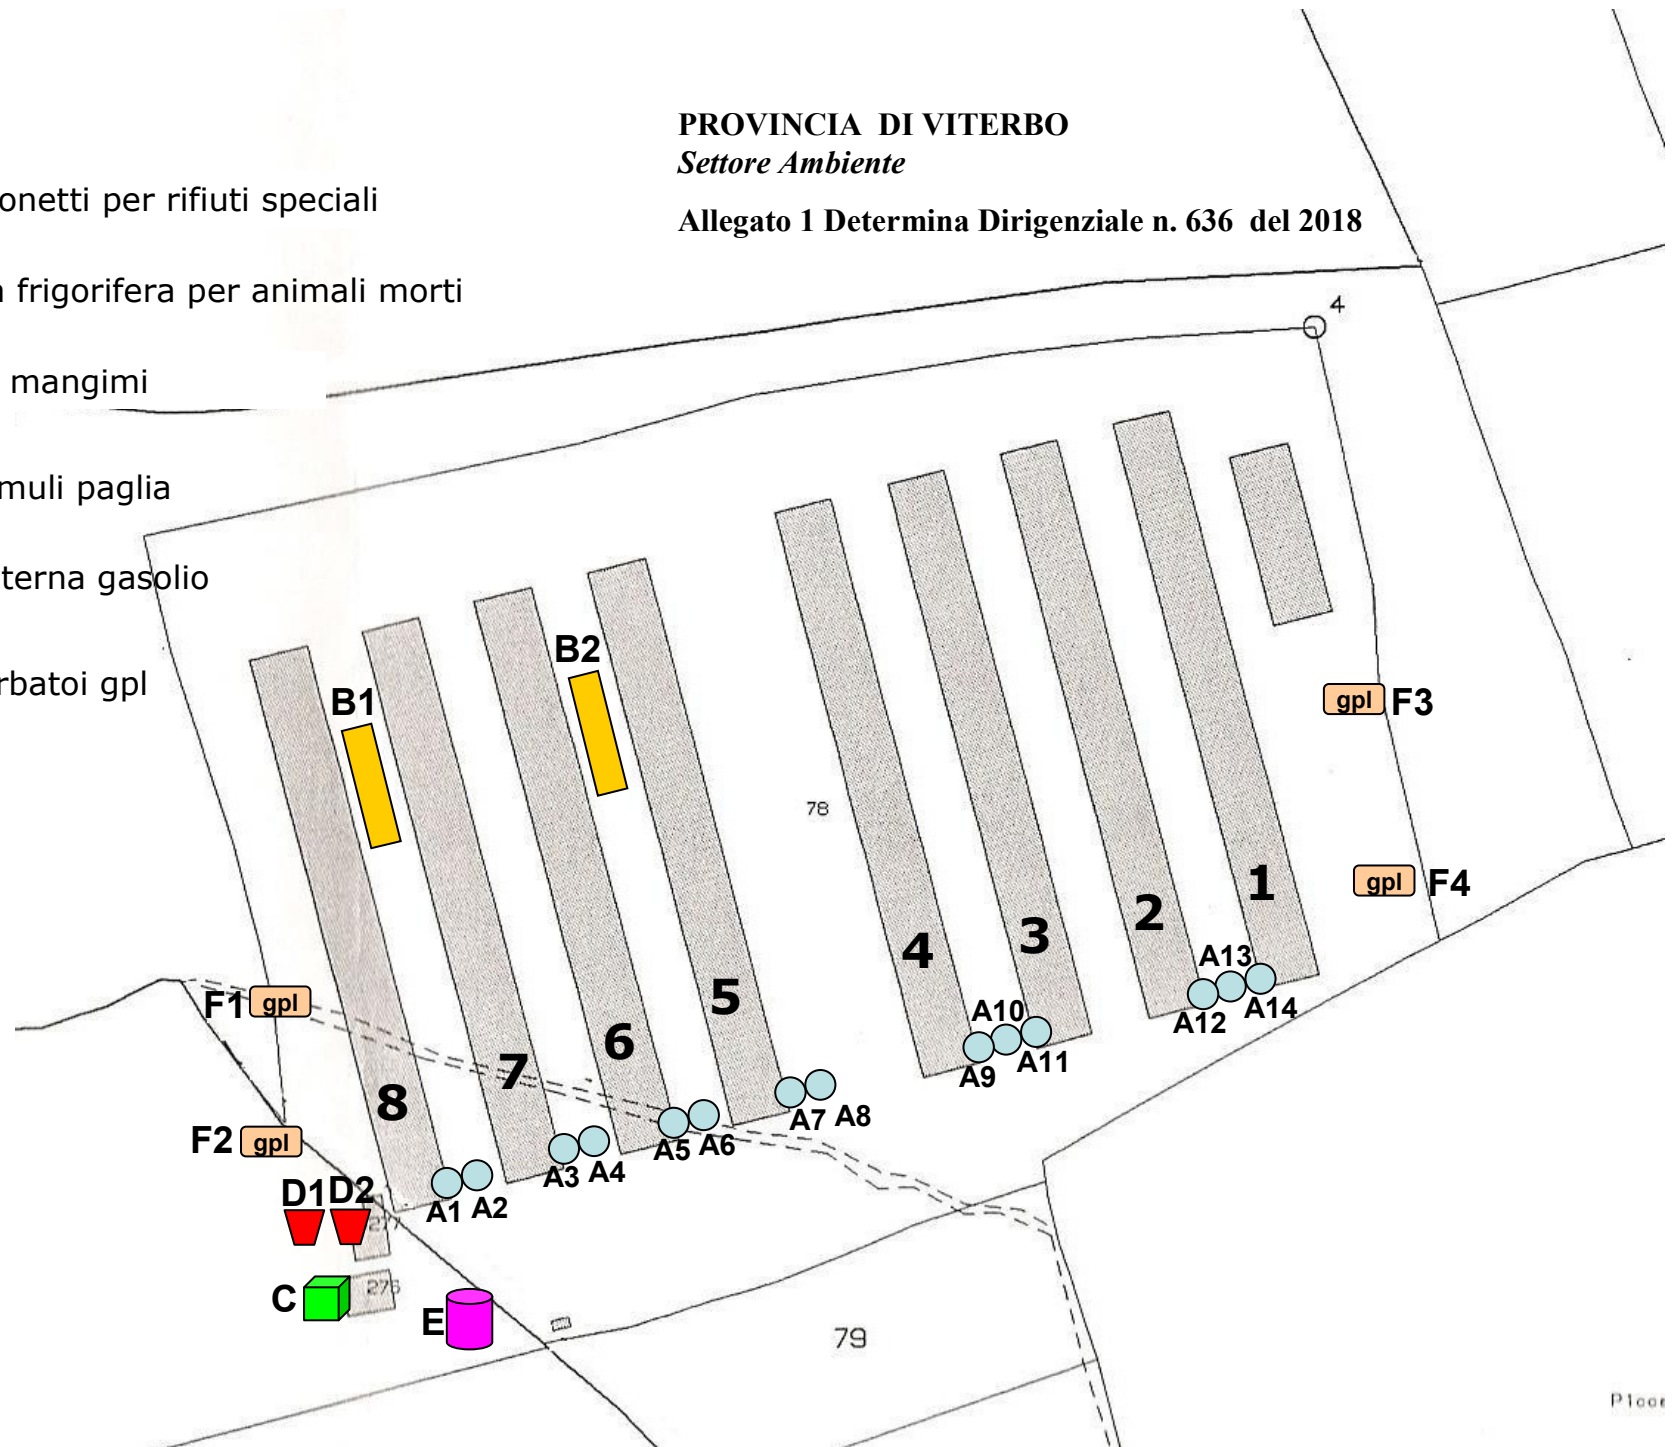 PROVINCIA DI VITERBO
Settore Ambiente
Allegato 1 Determina Dirigenziale n. 636 del 2018
onetti per rifiuti speciali
frigorifera per animali morti
mangimi
muli paglia
terna gasolio
rbatoi gpl
4
B2
B1
gpl F3
78
gpl F4
1
2
3
4
5
6
7
8
F1 gpl
A13
A12 A14
A10
A9 A11
A7 A8
A5 A6
A3 A4
A1 A2
F2 gpl
D1 D2
277
C
276
E
79